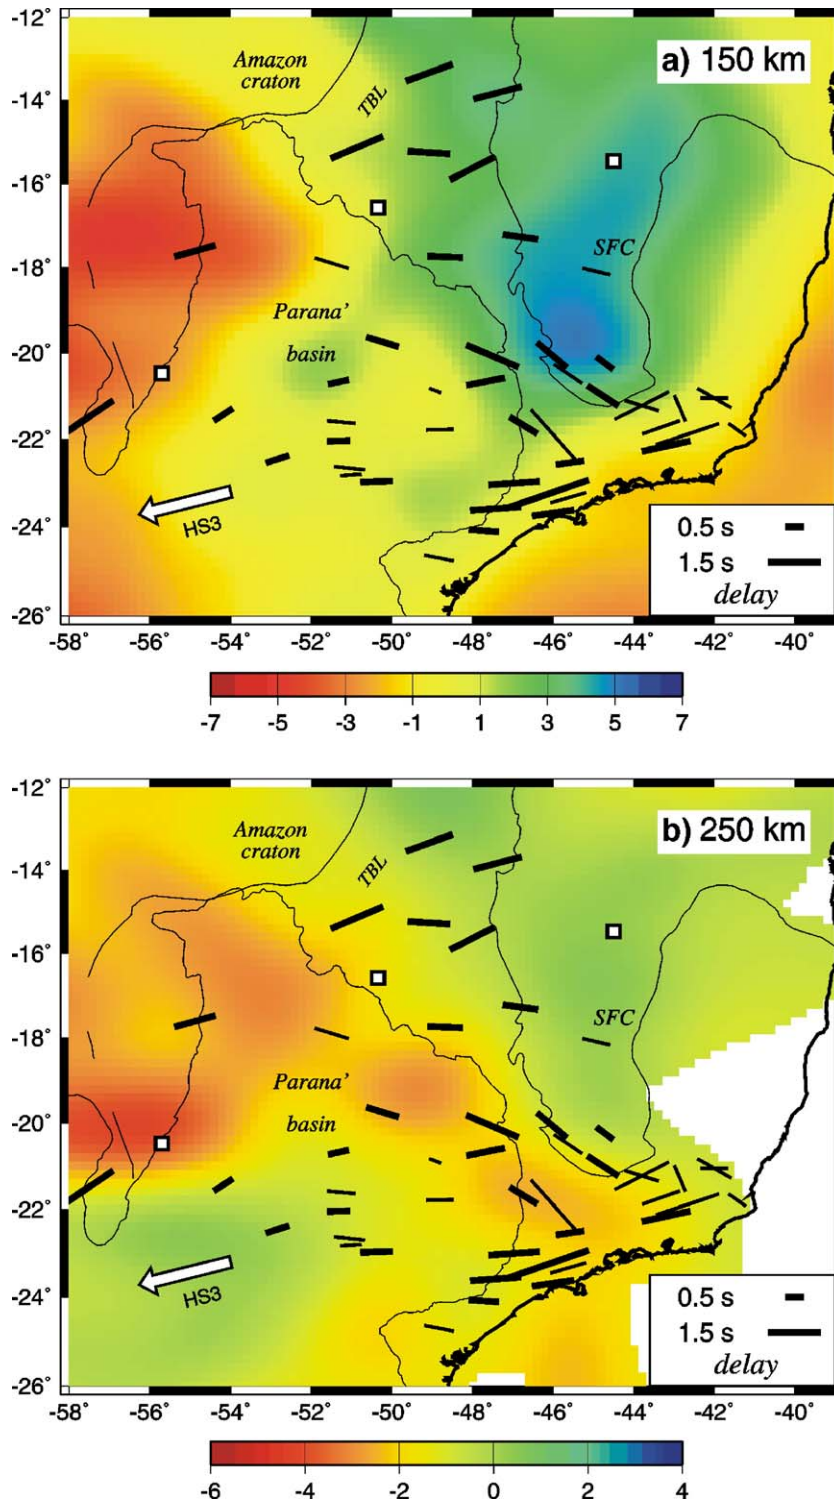 -12°
-14°
-16°
-18°
-20°
-22°
-24°
-26°
a) 150 km
Amazon
craton
TBL
SFC
Parana'
basin
HS3
0.5 s
1.5 s
delay
-58° -56° -54° -52° -50° -48° -46° -44° -42° -40°
-7 -5 -3 -1 1 3 5 7
-12°
-14°
-16°
-18°
-20°
-22°
-24°
-26°
b) 250 km
Amazon
craton
TBL
SFC
Parana'
basin
HS3
0.5 s
1.5 s
delay
-58° -56° -54° -52° -50° -48° -46° -44° -42° -40°
-6 -4 -2 0 2 4